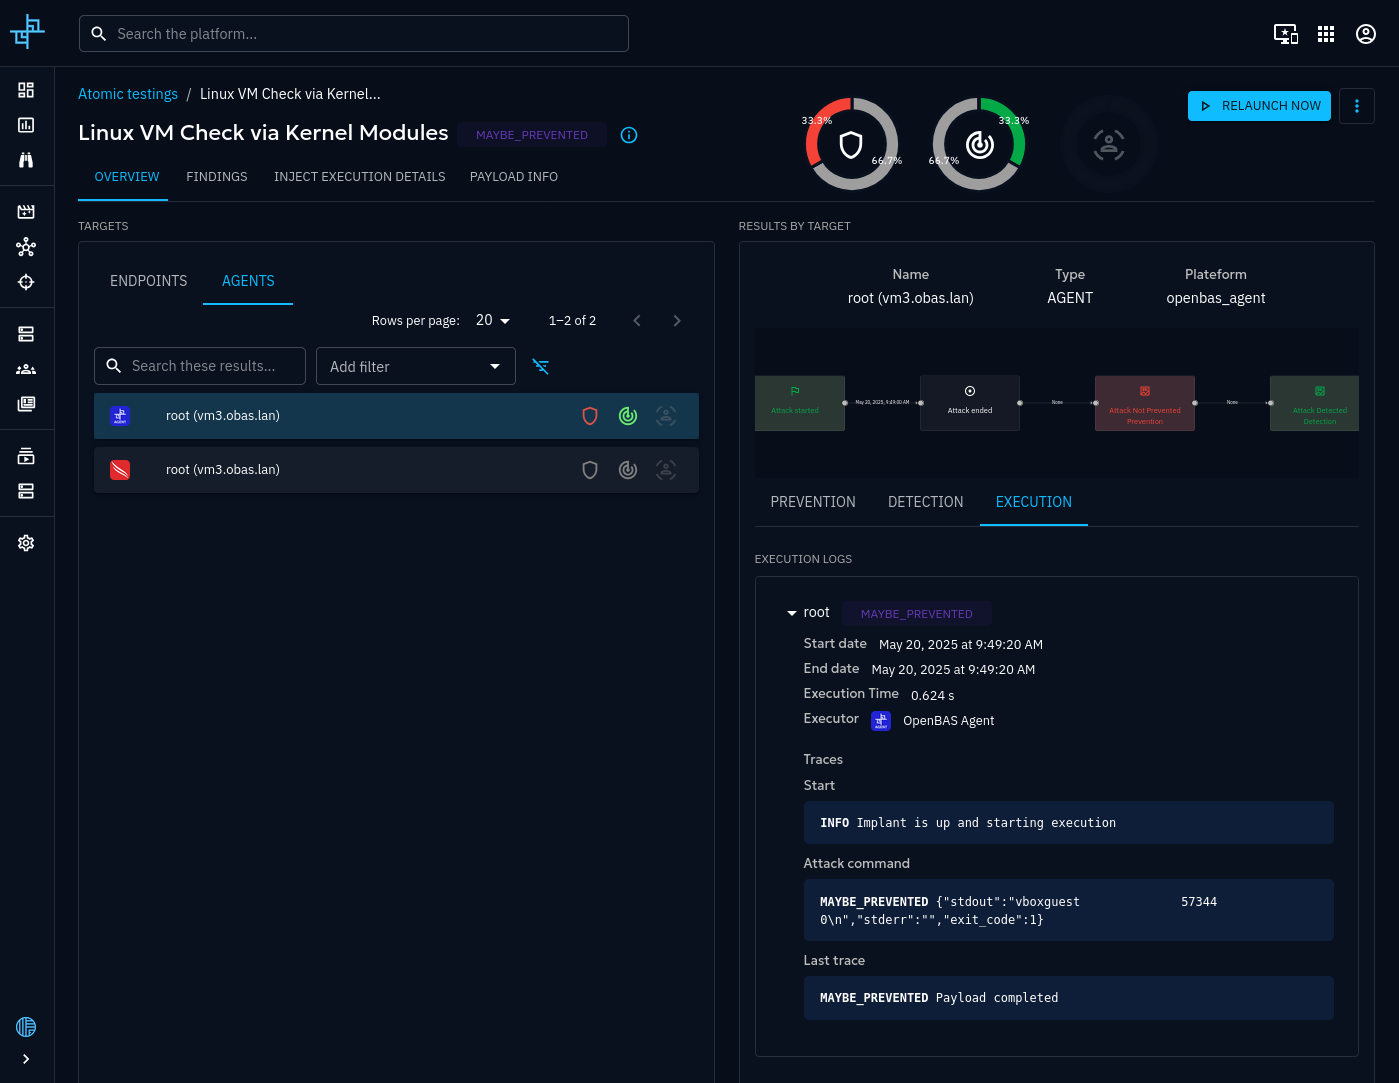 Search the platform...
Atomic testings / Linux VM Check via Kernel...
Linux VM Check via Kernel Modules
MAYBE_PREVENTED
33.3%
66.7%
33.3%
66.7%
RELAUNCH NOW
OVERVIEW
FINDINGS
INJECT EXECUTION DETAILS
PAYLOAD INFO
TARGETS
ENDPOINTS
AGENTS
Rows per page: 20 1–2 of 2
Search these results...
Add filter
AGENT
root (vm3.obas.lan)
root (vm3.obas.lan)
RESULTS BY TARGET
Name Type Plateform
root (vm3.obas.lan) AGENT openbas_agent
Attack started
May 20, 2025, 9:49:00 AM
Attack ended
None
Attack Not Prevented
Prevention
None
Attack Detected
Detection
PREVENTION
DETECTION
EXECUTION
EXECUTION LOGS
root MAYBE_PREVENTED
Start date May 20, 2025 at 9:49:20 AM
End date May 20, 2025 at 9:49:20 AM
Execution Time 0.624 s
Executor AGENT OpenBAS Agent
Traces
Start
INFO Implant is up and starting execution
Attack command
MAYBE_PREVENTED {"stdout":"vboxguest 57344
0\n","stderr":"","exit_code":1}
Last trace
MAYBE_PREVENTED Payload completed